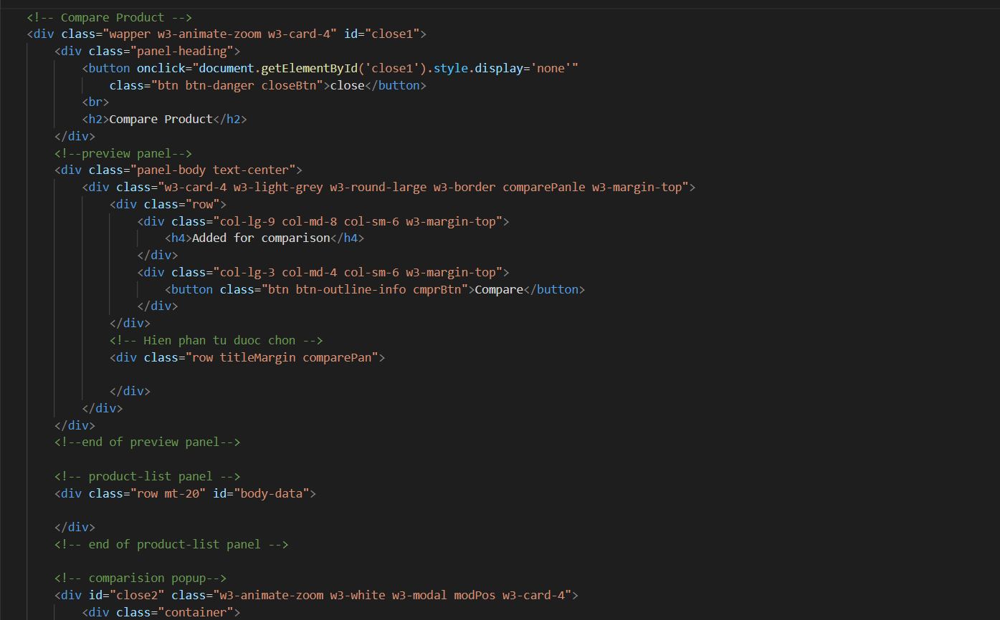 <!-- Compare Product -->
<div class="wapper w3-animate-zoom w3-card-4" id="close1">
<div class="panel-heading">
<button onclick="document.getElementById('close1').style.display='none'"
class="btn btn-danger closeBtn">close</button>
<br>
<h2>Compare Product</h2>
</div>
<!--preview panel-->
<div class="panel-body text-center">
<div class="w3-card-4 w3-light-grey w3-round-large w3-border comparePanle w3-margin-top">
<div class="row">
<div class="col-lg-9 col-md-8 col-sm-6 w3-margin-top">
<h4>Added for comparison</h4>
</div>
<div class="col-lg-3 col-md-4 col-sm-6 w3-margin-top">
<button class="btn btn-outline-info cmprBtn">Compare</button>
</div>
</div>
<!-- Hien phan tu duoc chon -->
<div class="row titleMargin comparePan">
</div>
</div>
</div>
<!--end of preview panel-->
<!-- product-list panel -->
<div class="row mt-20" id="body-data">
</div>
<!-- end of product-list panel -->
<!-- comparision popup-->
<div id="close2" class="w3-animate-zoom w3-white w3-modal modPos w3-card-4">
<div class="container">